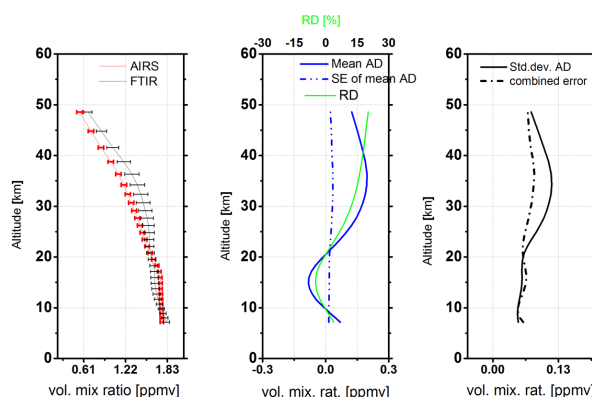 RD [%]
-30 -15 0 15 30
60 60 60
AIRS
FTIR
Mean AD
SE of mean AD
RD
Std.dev. AD
combined error
50 50 50
40 40 40
30 30 30
20 20 20
10 10 10
0 0 0
Altitude [km]
Altitude [km]
Altitude [km]
0.61 1.22 1.83
-0.3 0.0 0.3
0.00 0.13
vol. mix ratio [ppmv]
vol. mix. rat. [ppmv]
vol. mix. rat. [ppmv]